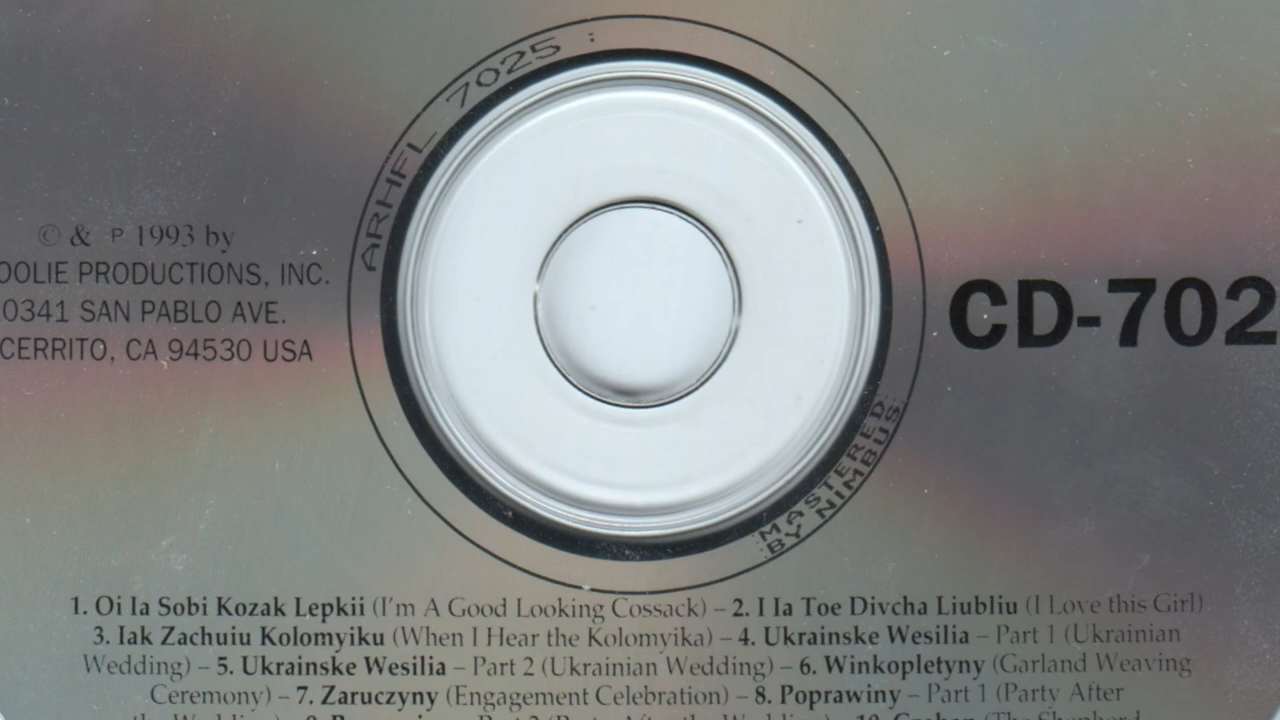 ARHFL 7025 :
© & ℗ 1993 by
OOLIE PRODUCTIONS, INC.
0341 SAN PABLO AVE.
CERRITO, CA 94530 USA
CD-702
MASTERED
BY NIMBUS
1. Oi Ia Sobi Kozak Lepkii (I'm A Good Looking Cossack) – 2. I Ia Toe Divcha Liubliu (I Love this Girl)
3. Iak Zachuiu Kolomyiku (When I Hear the Kolomyika) – 4. Ukrainske Wesilia – Part 1 (Ukrainian
Wedding) – 5. Ukrainske Wesilia – Part 2 (Ukrainian Wedding) – 6. Winkopletyny (Garland Weaving
Ceremony) – 7. Zaruczyny (Engagement Celebration) – 8. Poprawiny – Part 1 (Party After